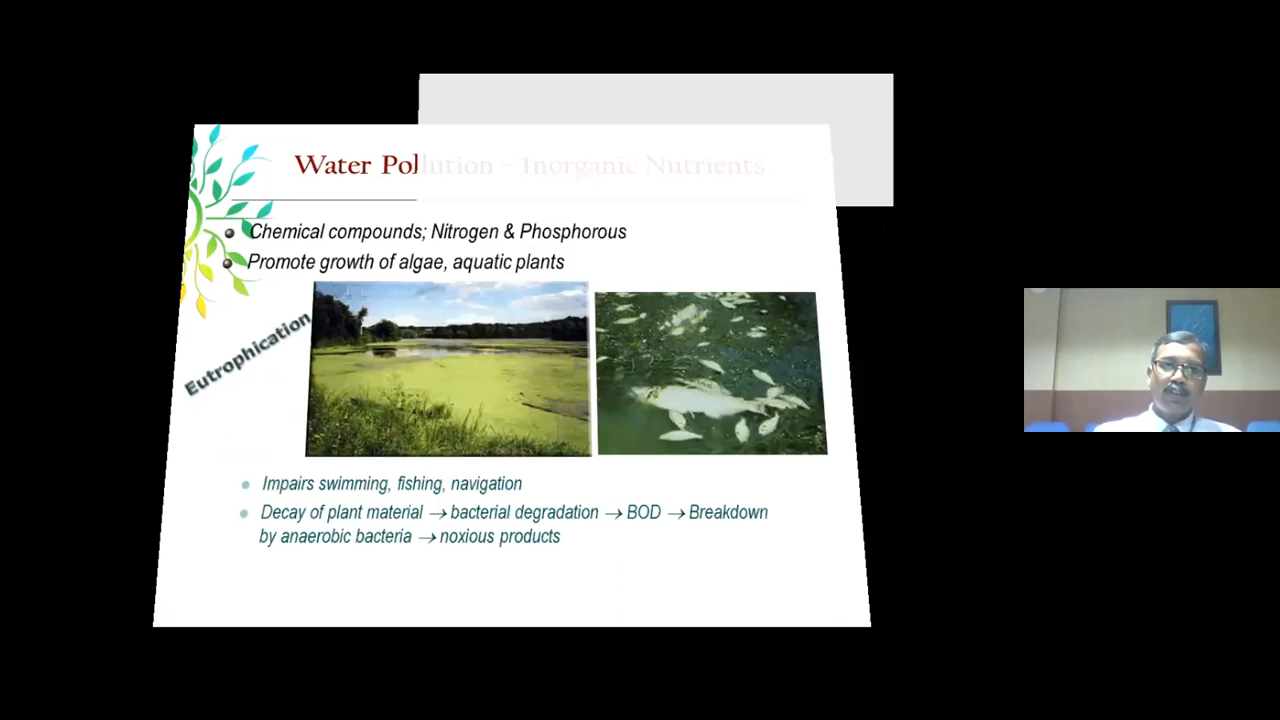 Water Pollution – Inorganic Nutrients
Chemical compounds; Nitrogen & Phosphorous
Promote growth of algae, aquatic plants
Eutrophication
Impairs swimming, fishing, navigation
Decay of plant material → bacterial degradation → BOD → Breakdown
by anaerobic bacteria → noxious products